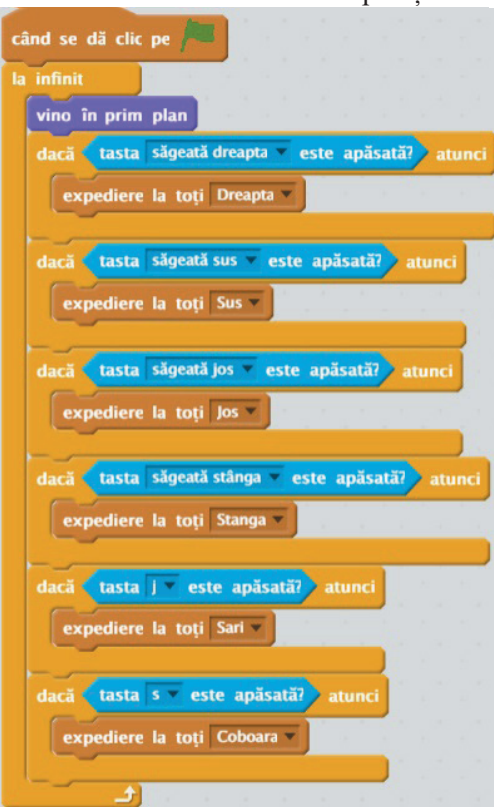 când se dă clic pe
la infinit
vino în prim plan
dacă tasta săgeată dreapta este apăsată? atunci
expediere la toți Dreapta
dacă tasta săgeată sus este apăsată? atunci
expediere la toți Sus
dacă tasta săgeată jos este apăsată? atunci
expediere la toți Jos
dacă tasta săgeată stânga este apăsată? atunci
expediere la toți Stanga
dacă tasta j este apăsată? atunci
expediere la toți Sari
dacă tasta s este apăsată? atunci
expediere la toți Coboara